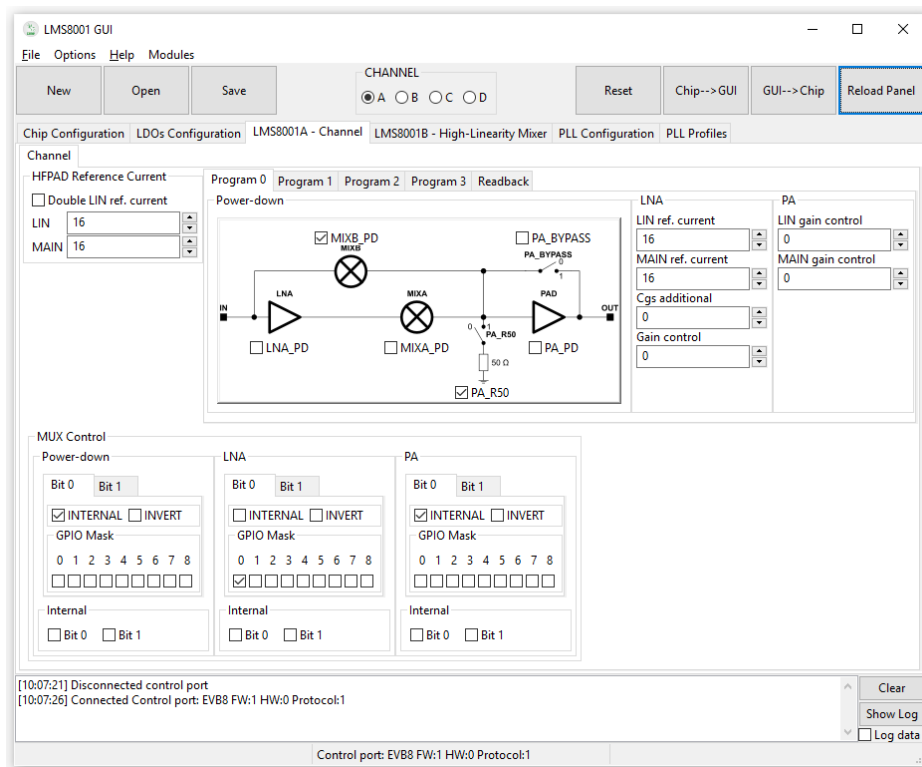 LMS8001 GUI
File Options Help Modules
New Open Save CHANNEL A B C D Reset Chip-->GUI GUI-->Chip Reload Panel
Chip Configuration LDOs Configuration LMS8001A - Channel LMS8001B - High-Linearity Mixer PLL Configuration PLL Profiles
Channel
HFPAD Reference Current
Double LIN ref. current
LIN 16
MAIN 16
Program 0 Program 1 Program 2 Program 3 Readback
Power-down
MIXB_PD
MIXB
PA_BYPASS
PA_BYPASS
0
1
IN
LNA
MIXA
PAD
OUT
0 1
PA_R50
LNA_PD
MIXA_PD
PA_PD
50 Ω
PA_R50
LNA
LIN ref. current
16
MAIN ref. current
16
Cgs additional
0
Gain control
0
PA
LIN gain control
0
MAIN gain control
0
MUX Control
Power-down
Bit 0 Bit 1
INTERNAL INVERT
GPIO Mask
0 1 2 3 4 5 6 7 8
Internal
Bit 0 Bit 1
LNA
Bit 0 Bit 1
INTERNAL INVERT
GPIO Mask
0 1 2 3 4 5 6 7 8
Internal
Bit 0 Bit 1
PA
Bit 0 Bit 1
INTERNAL INVERT
GPIO Mask
0 1 2 3 4 5 6 7 8
Internal
Bit 0 Bit 1
[10:07:21] Disconnected control port
[10:07:26] Connected Control port: EVB8 FW:1 HW:0 Protocol:1
Clear
Show Log
Log data
Control port: EVB8 FW:1 HW:0 Protocol:1